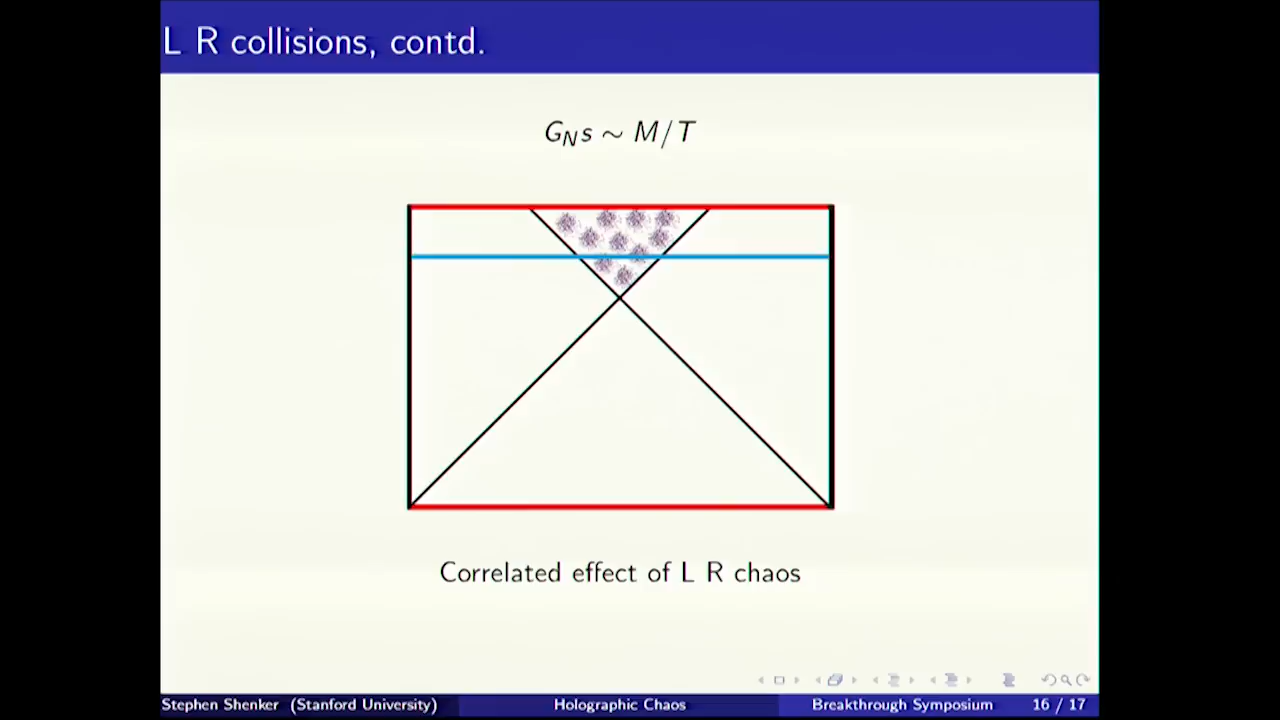 L R collisions, contd.
G_N s ∼ M/T
Correlated effect of L R chaos
Stephen Shenker (Stanford University) Holographic Chaos Breakthrough Symposium 16 / 17